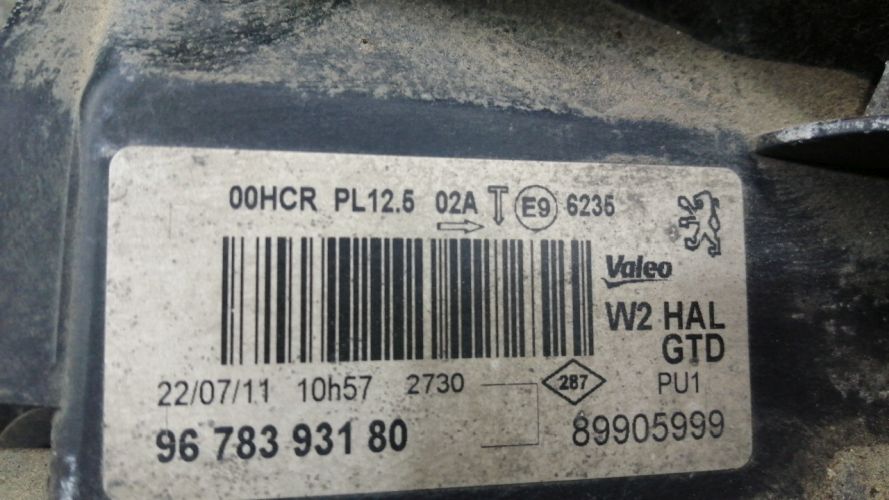 00HCR PL12.5 02A E9 6235
Valeo
W2 HAL
GTD
22/07/11 10h57 2730 287 PU1
96 783 931 80 89905999